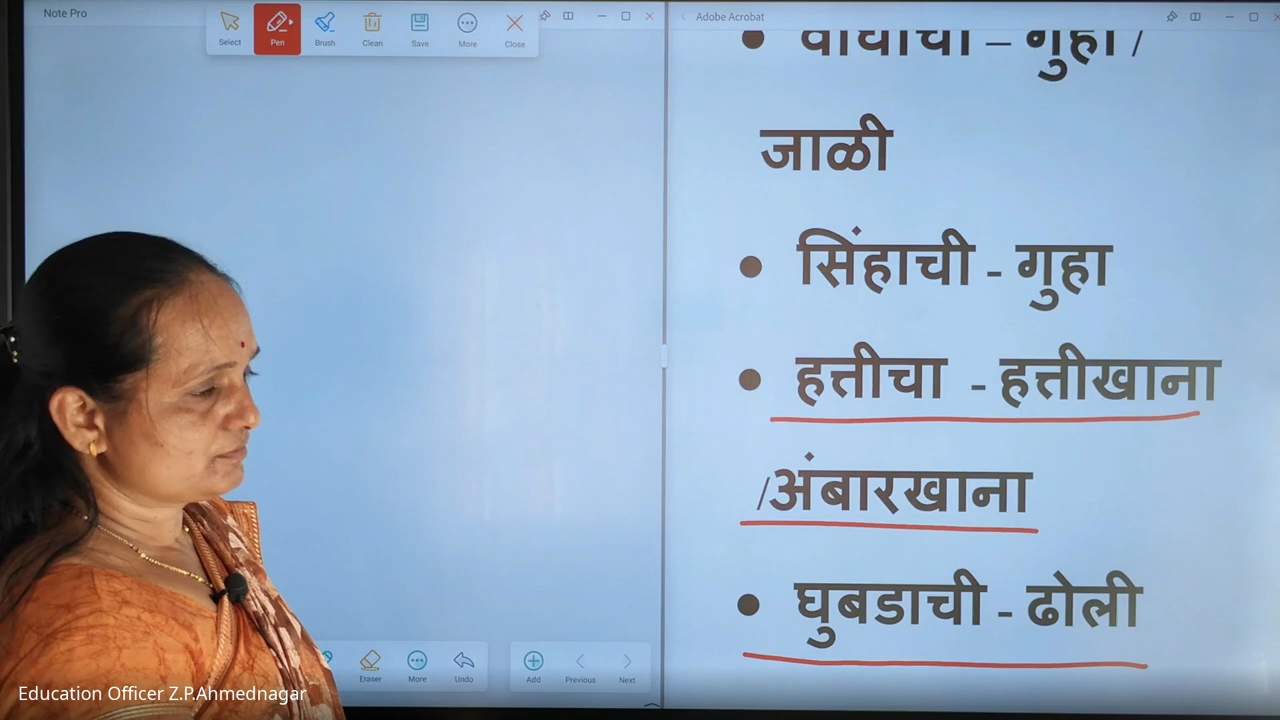 Note Pro
Select
Pen
Brush
Clean
Save
More
Close
Adobe Acrobat
वाघाची – गुहा /
जाळी
सिंहाची - गुहा
हत्तीचा - हत्तीखाना
/अंबारखाना
घुबडाची - ढोली
Eraser
More
Undo
Add
Previous
Next
Education Officer Z.P.Ahmednagar